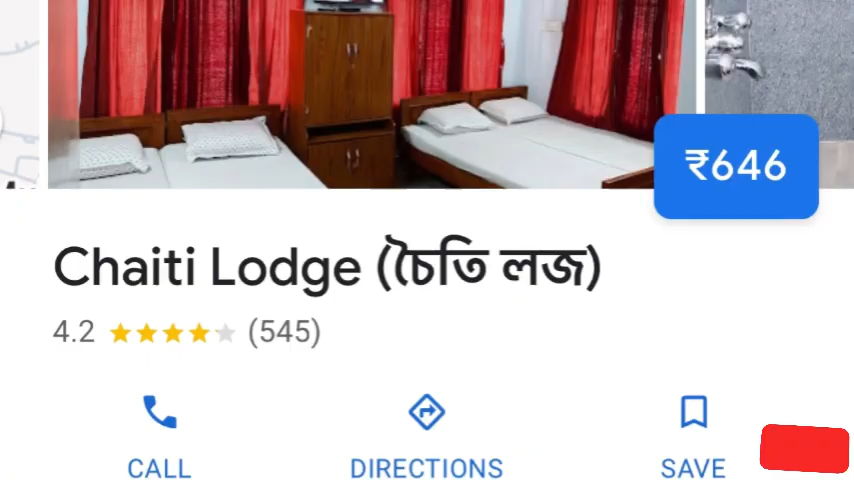 ₹646
Chaiti Lodge (চৈতি লজ)
4.2 (545)
CALL DIRECTIONS SAVE